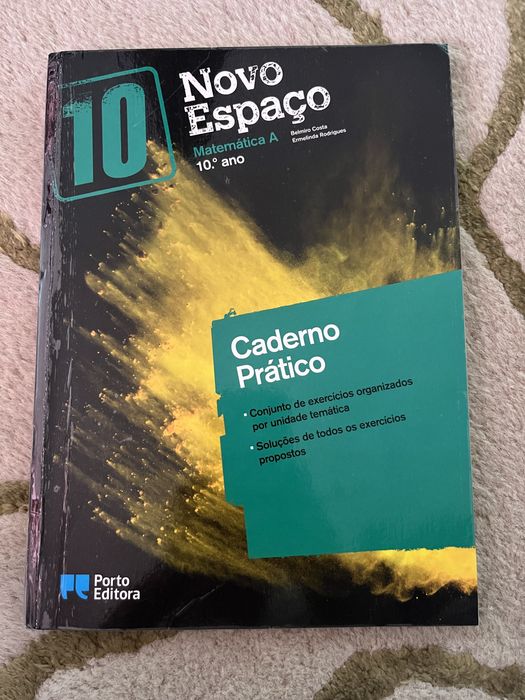 10
Novo
Espaço
Matemática A
10.º ano
Belmiro Costa
Ermelinda Rodrigues
Caderno
Prático
• Conjunto de exercícios organizados
por unidade temática
• Soluções de todos os exercícios
propostos
Porto
Editora